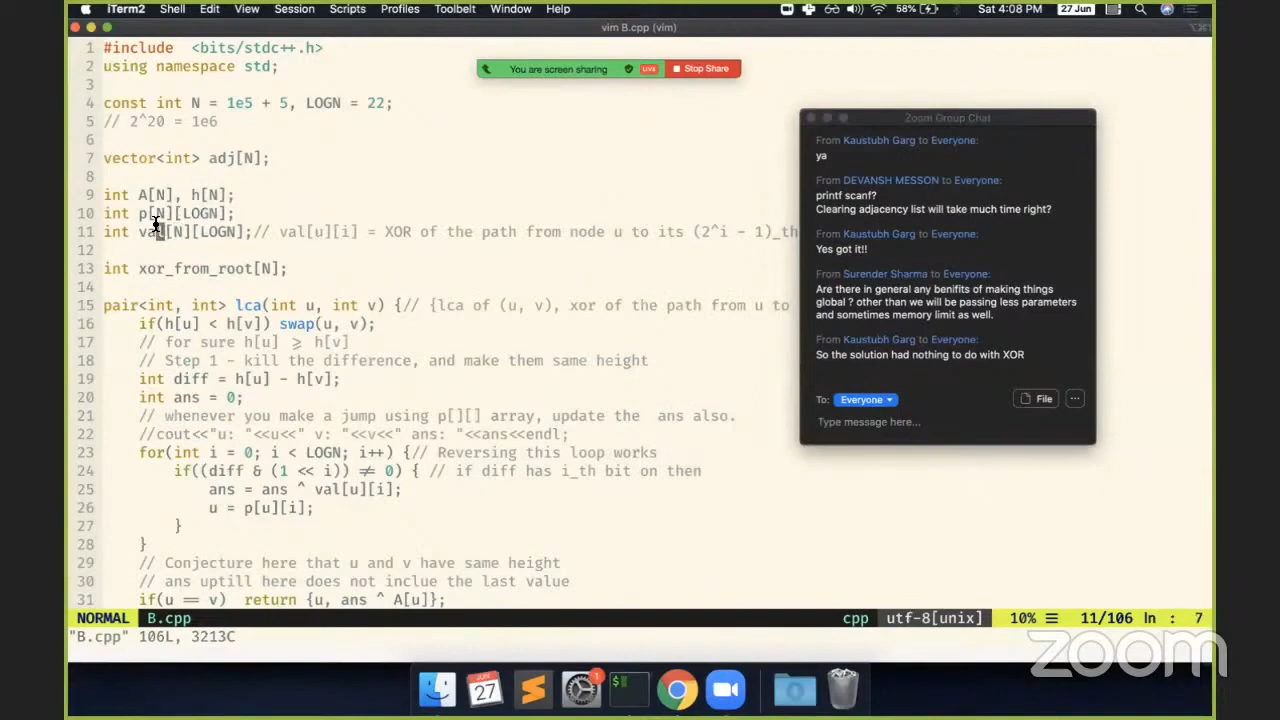 iTerm2 Shell Edit View Session Scripts Profiles Toolbelt Window Help 58% Sat 4:08 PM 27 Jun
vim B.cpp (vim)
You are screen sharing LIVE Stop Share
1 #include <bits/stdc++.h>
2 using namespace std;
3
4 const int N = 1e5 + 5, LOGN = 22;
5 // 2^20 = 1e6
6
7 vector<int> adj[N];
8
9 int A[N], h[N];
10 int p[N][LOGN];
11 int val[N][LOGN];// val[u][i] = XOR of the path from node u to its (2^i - 1)_th
12
13 int xor_from_root[N];
14
15 pair<int, int> lca(int u, int v) {// {lca of (u, v), xor of the path from u to
16 if(h[u] < h[v]) swap(u, v);
17 // for sure h[u] ⩾ h[v]
18 // Step 1 - kill the difference, and make them same height
19 int diff = h[u] - h[v];
20 int ans = 0;
21 // whenever you make a jump using p[][] array, update the  ans also.
22 //cout<<"u: "<<u<<" v: "<<v<<" ans: "<<ans<<endl;
23 for(int i = 0; i < LOGN; i++) {// Reversing this loop works
24 if((diff & (1 << i)) ≠ 0) { // if diff has i_th bit on then
25 ans = ans ^ val[u][i];
26 u = p[u][i];
27 }
28 }
29 // Conjecture here that u and v have same height
30 // ans uptill here does not inclue the last value
31 if(u == v)  return {u, ans ^ A[u]};
NORMAL B.cpp cpp utf-8[unix] 10% ☰ 11/106 ln : 7
"B.cpp" 106L, 3213C
Zoom Group Chat
From Kaustubh Garg to Everyone:
ya
From DEVANSH MESSON to Everyone:
printf scanf?
Clearing adjacency list will take much time right?
From Kaustubh Garg to Everyone:
Yes got it!!
From Surender Sharma to Everyone:
Are there in general any benifits of making things
global ? other than we will be passing less parameters
and sometimes memory limit as well.
From Kaustubh Garg to Everyone:
So the solution had nothing to do with XOR
To: Everyone File ...
Type message here...
zoom
JUN
27
1
$